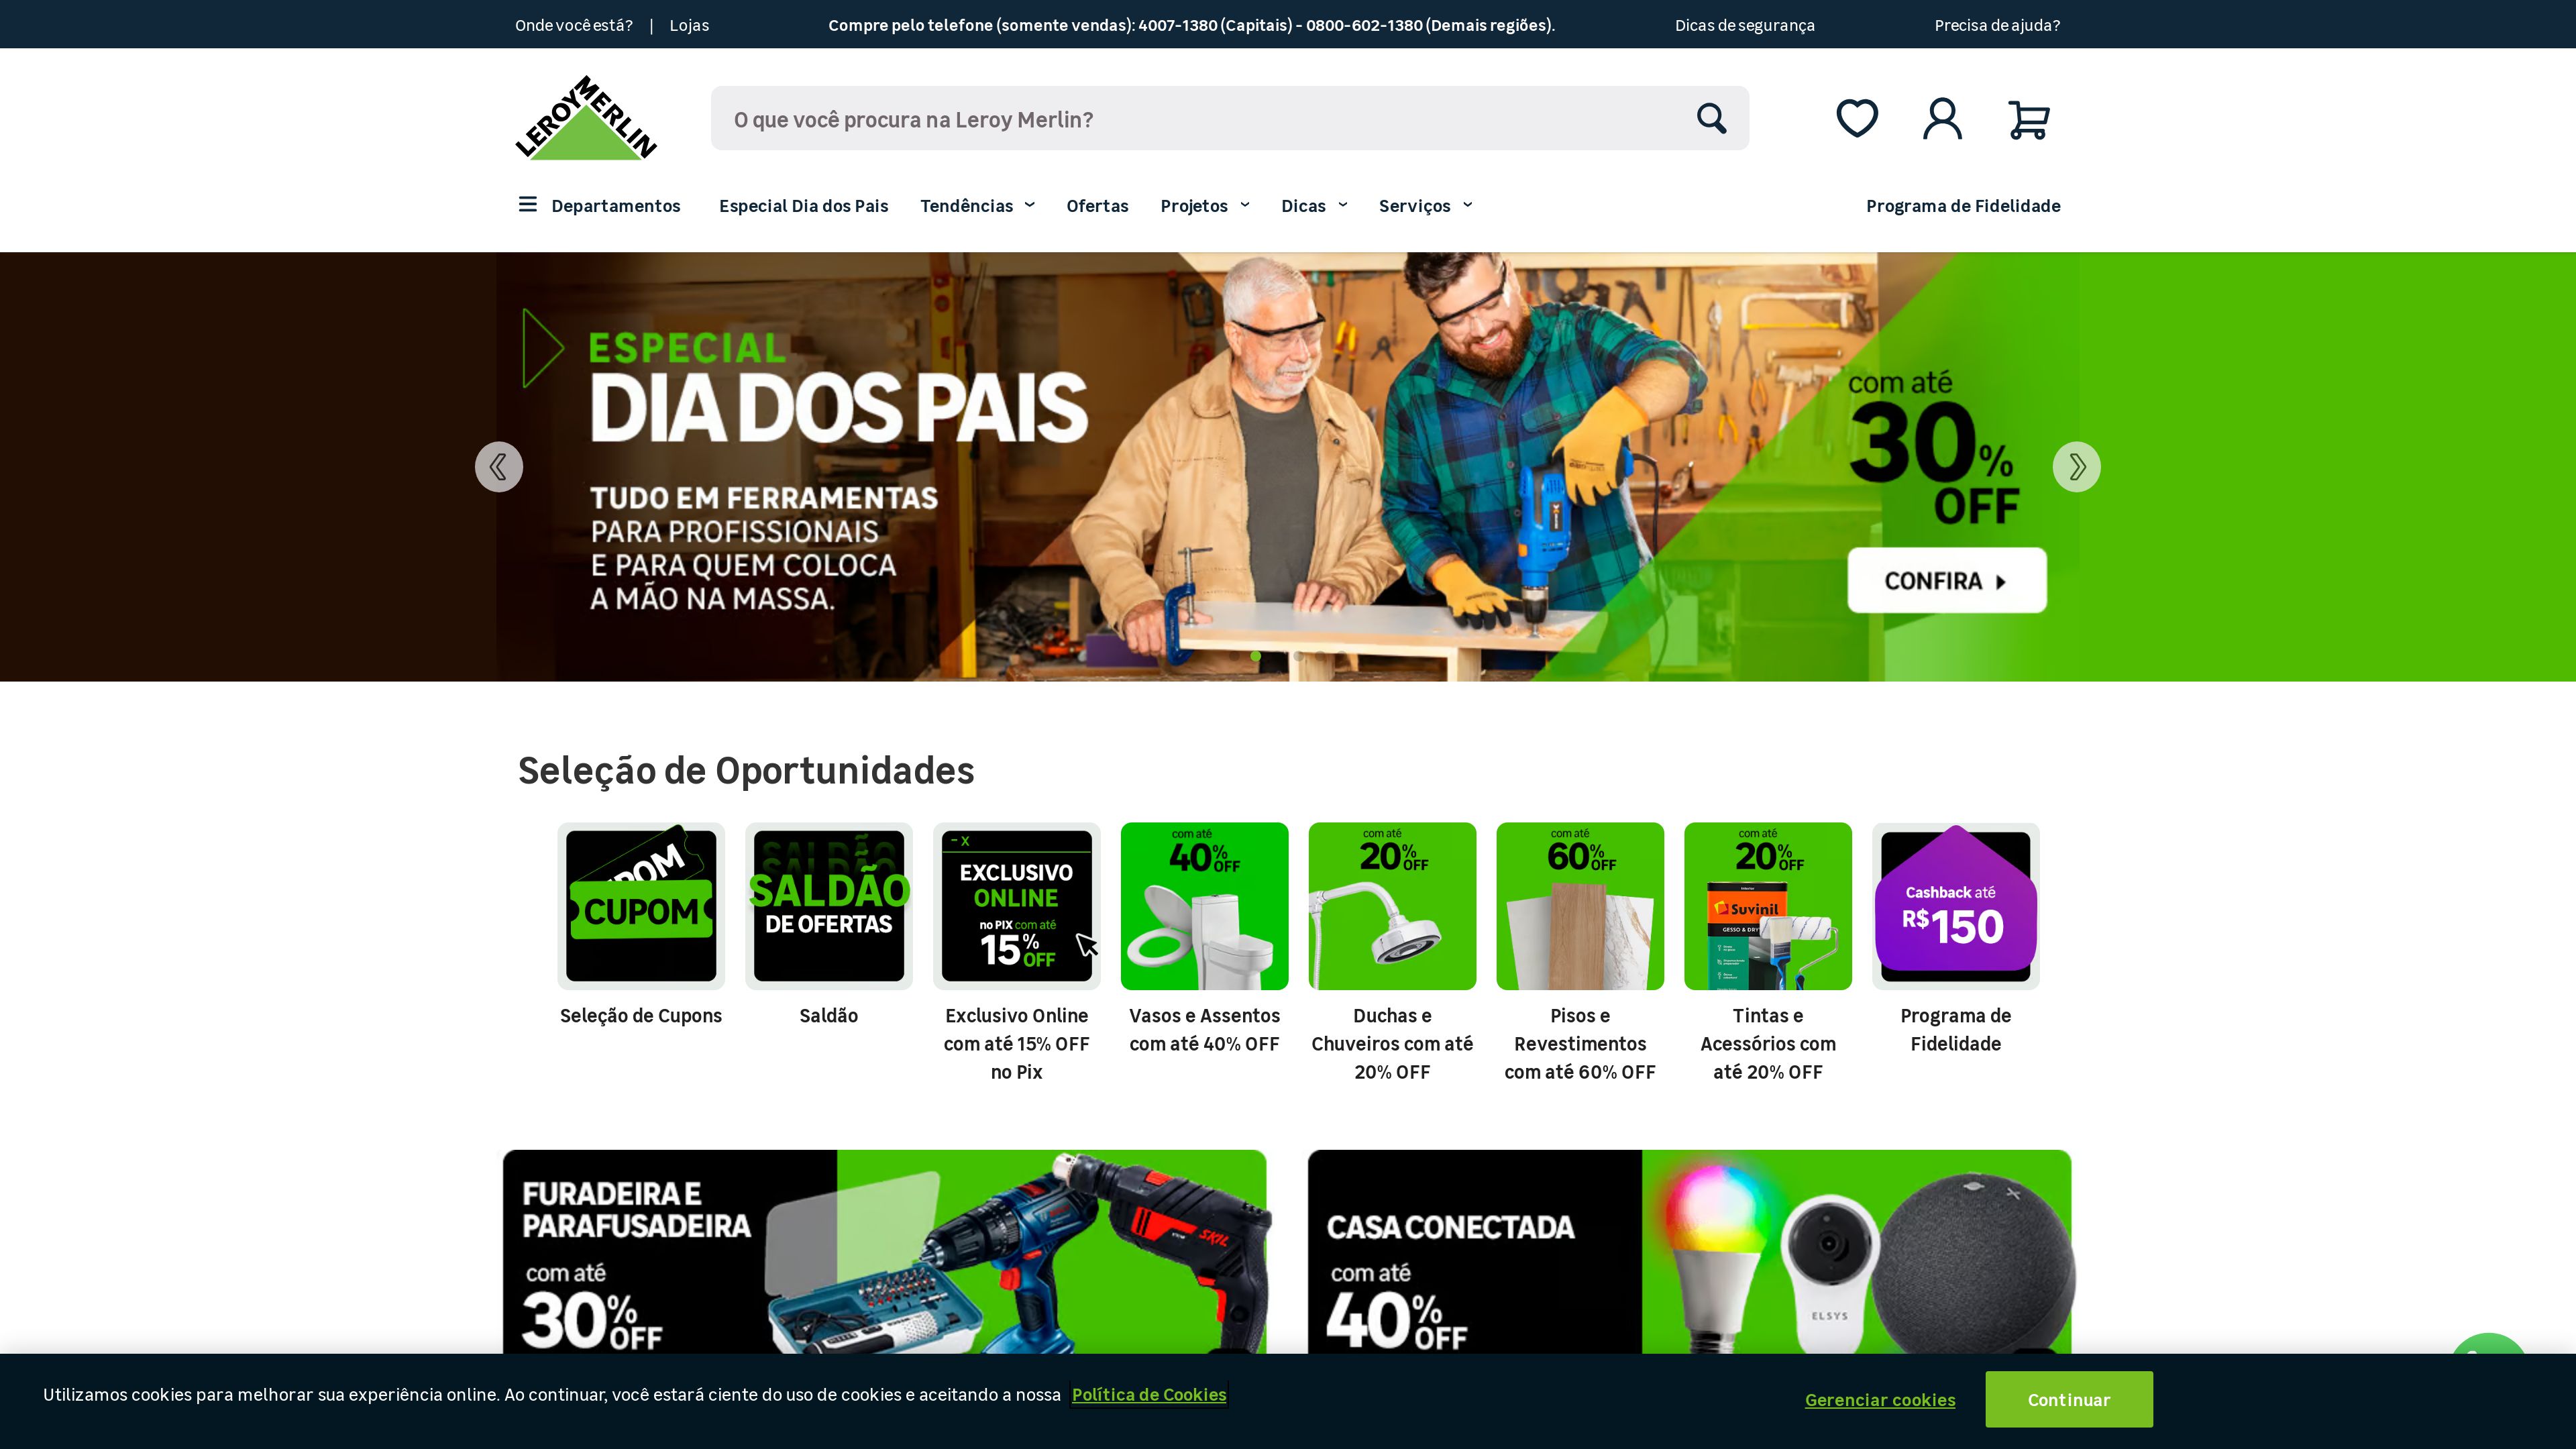 Onde você está? | Lojas
Compre pelo telefone (somente vendas): 4007-1380 (Capitais) - 0800-602-1380 (Demais regiões).
Dicas de segurança
Precisa de ajuda?
LEROY MERLIN
O que você procura na Leroy Merlin?
Departamentos
Especial Dia dos Pais
Tendências
Ofertas
Projetos
Dicas
Serviços
Programa de Fidelidade
ESPECIAL
DIA DOS PAIS
TUDO EM FERRAMENTAS
PARA PROFISSIONAIS
E PARA QUEM COLOCA
A MÃO NA MASSA.
com até
30%
OFF
CONFIRA
Seleção de Oportunidades
CUPOM
Seleção de Cupons
SALDÃO
DE OFERTAS
Saldão
- X
EXCLUSIVO
ONLINE
no PIX com até
15% OFF
Exclusivo Online
com até 15% OFF
no Pix
com até
40% OFF
Vasos e Assentos
com até 40% OFF
com até
20% OFF
Duchas e
Chuveiros com até
20% OFF
com até
60% OFF
Pisos e
Revestimentos
com até 60% OFF
com até
20% OFF
Suvinil
Tintas e
Acessórios com
até 20% OFF
Cashback até
R$150
Programa de
Fidelidade
FURADEIRA E
PARAFUSADEIRA
com até
30% OFF
SKIL
CASA CONECTADA
com até
40% OFF
ELSYS
Utilizamos cookies para melhorar sua experiência online. Ao continuar, você estará ciente do uso de cookies e aceitando a nossa Política de Cookies
Gerenciar cookies
Continuar